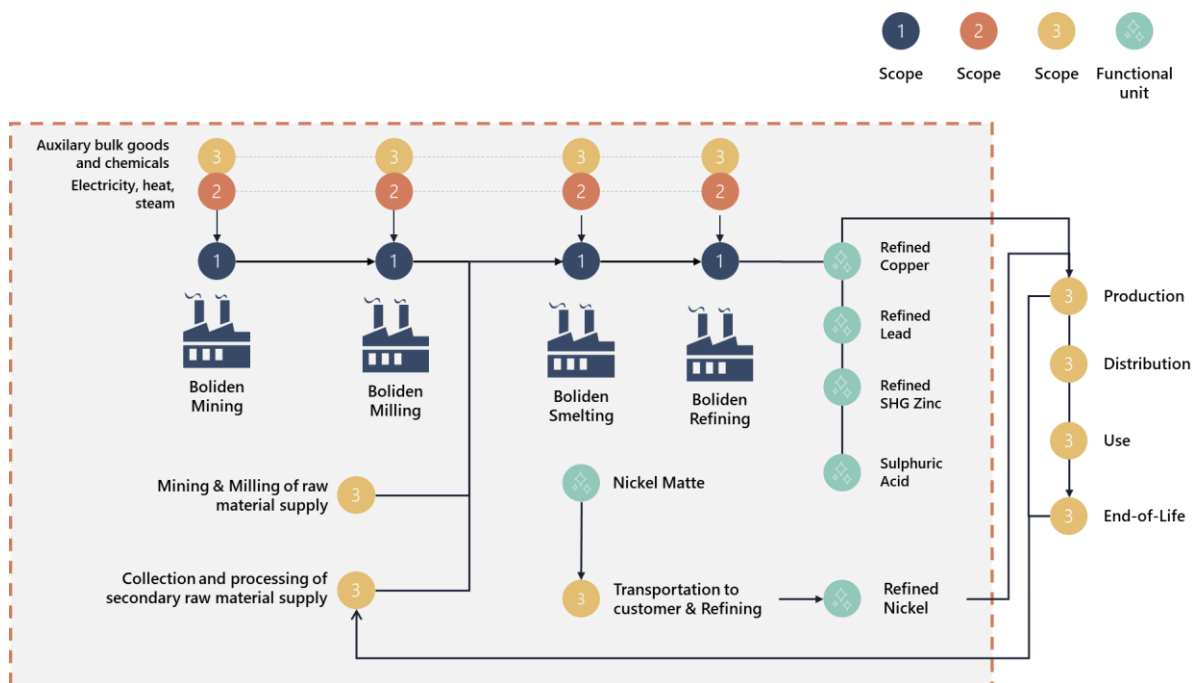 1
2
3
Scope
Scope
Scope
Functional
unit
Auxilary bulk goods
and chemicals
3
3
3
3
Electricity, heat,
steam
2
2
2
2
1
1
1
1
Refined
Copper
Boliden
Mining
Boliden
Milling
Boliden
Smelting
Boliden
Refining
Refined
Lead
Refined
SHG Zinc
Sulphuric
Acid
3
Production
3
Distribution
3
Use
3
End-of-Life
Mining & Milling of raw
material supply
3
Nickel Matte
Collection and processing of
secondary raw material supply
3
3
Transportation to
customer & Refining
Refined
Nickel